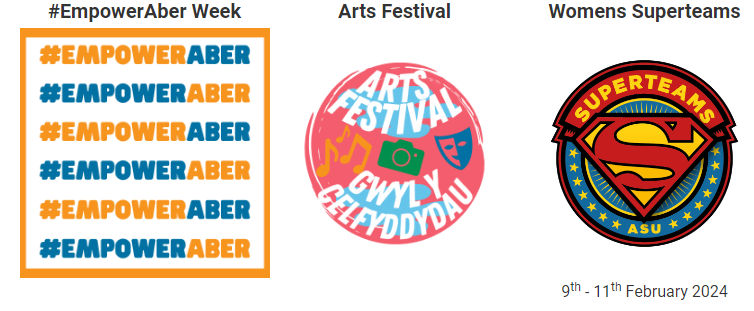 #EmpowerAber Week
#EMPOWERABER
#EMPOWERABER
#EMPOWERABER
#EMPOWERABER
#EMPOWERABER
#EMPOWERABER
Arts Festival
ARTS
FESTIVAL
GWYL Y
CELFYDDYDAU
Womens Superteams
SUPERTEAMS
S
ASU
9th - 11th February 2024